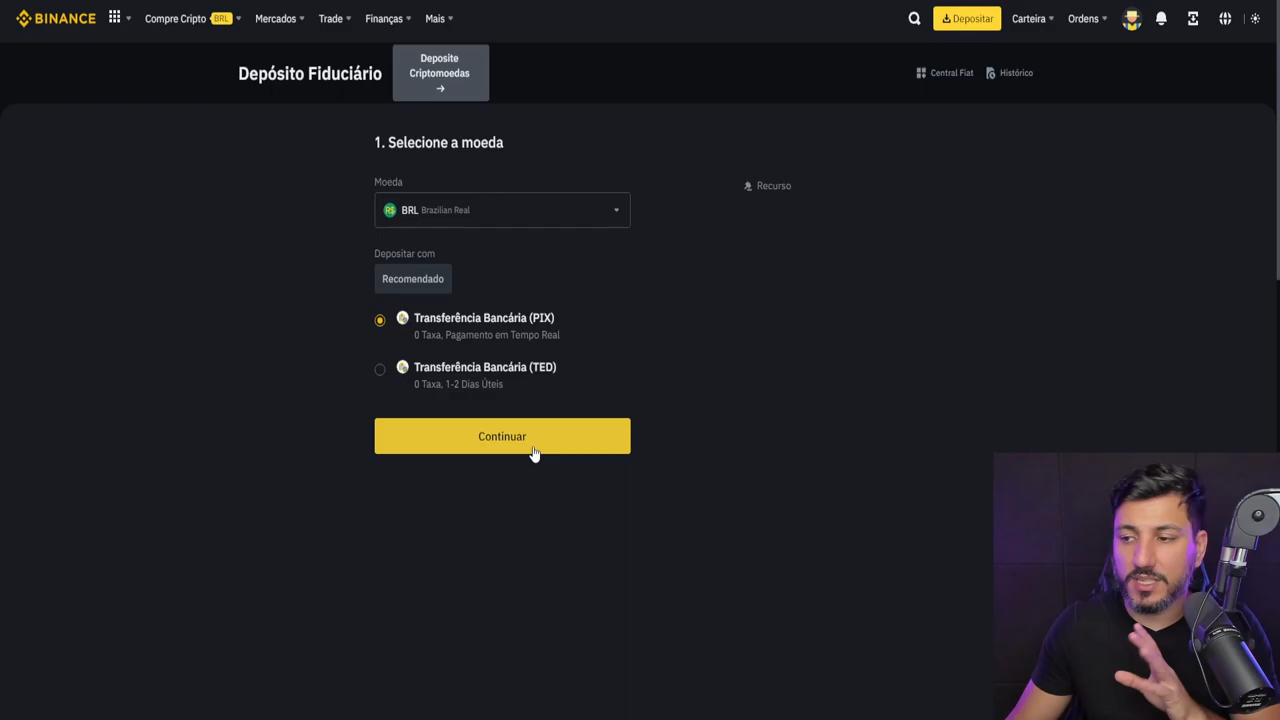 BINANCE
Compre Cripto BRL
Mercados
Trade
Finanças
Mais
Depositar
Carteira
Ordens
Depósito Fiduciário
Deposite
Criptomoedas
→
Central Fiat
Histórico
1. Selecione a moeda
Moeda
Recurso
R$ BRL Brazilian Real
Depositar com
Recomendado
Transferência Bancária (PIX)
0 Taxa, Pagamento em Tempo Real
Transferência Bancária (TED)
0 Taxa, 1-2 Dias Úteis
Continuar